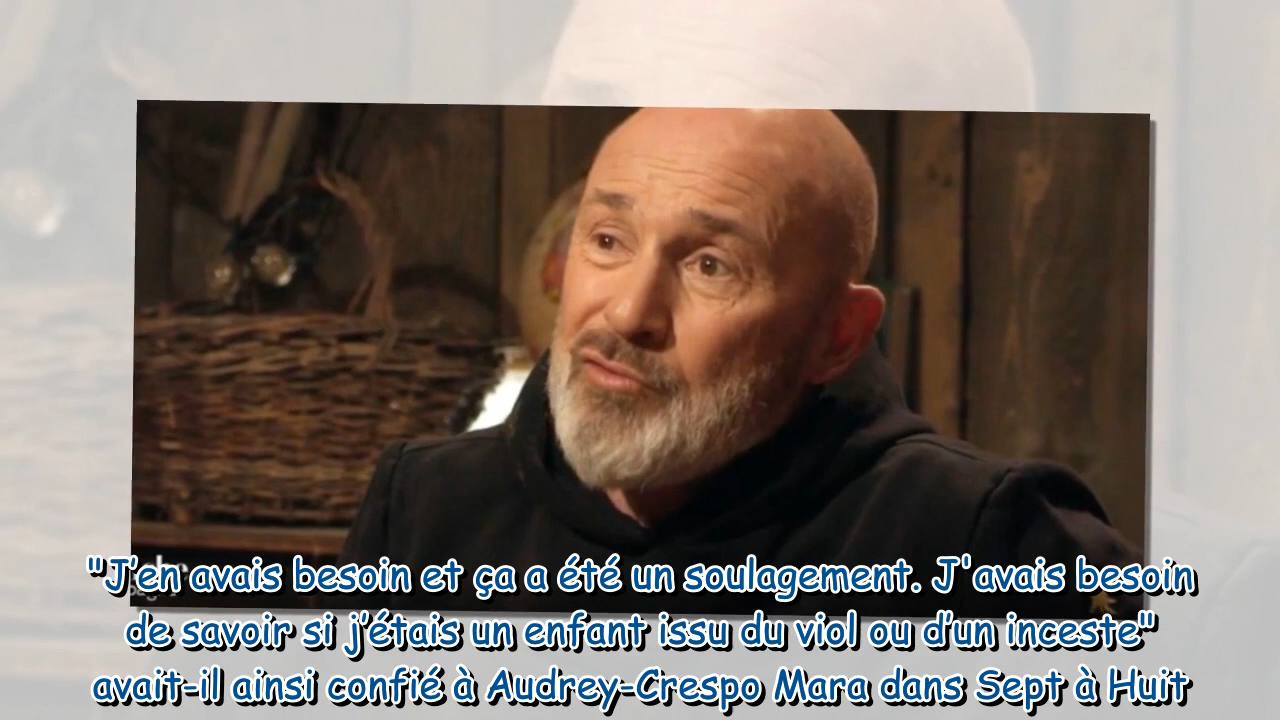 "J'en avais besoin et ça a été un soulagement. J'avais besoin
de savoir si j'étais un enfant issu du viol ou d'un inceste"
avait-il ainsi confié à Audrey-Crespo Mara dans Sept à Huit